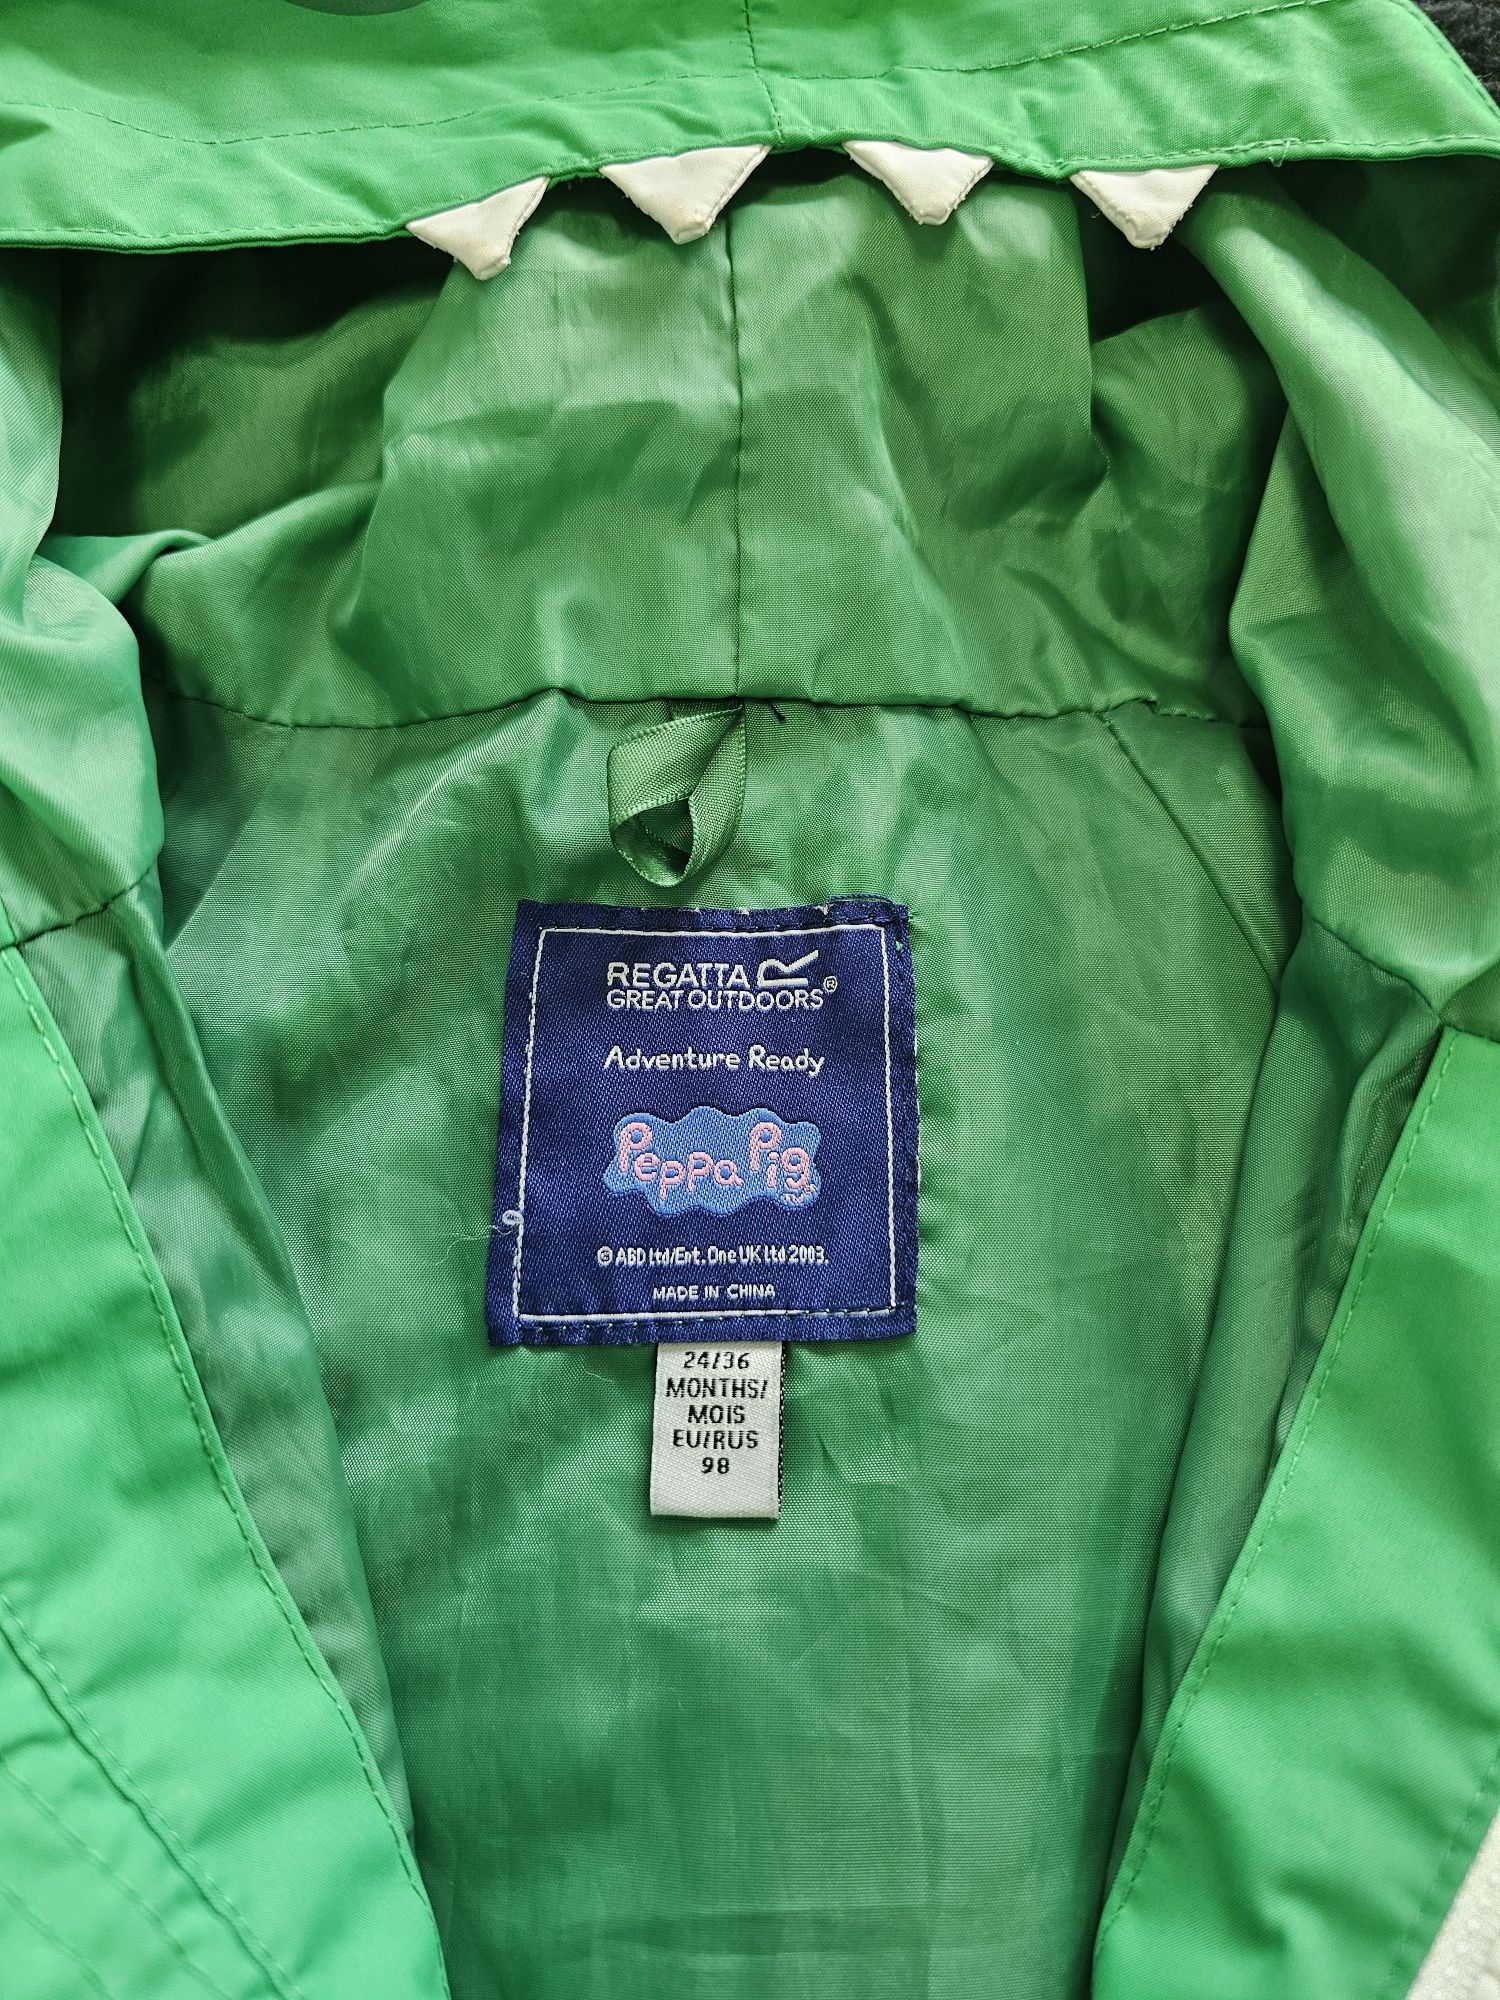 REGATTA
GREAT OUTDOORS®
Adventure Ready
Peppa Pig
© ABD Ltd/Ent. One UK Ltd 2003.
MADE IN CHINA
24/36
MONTHS/
MOIS
EU/RUS
98